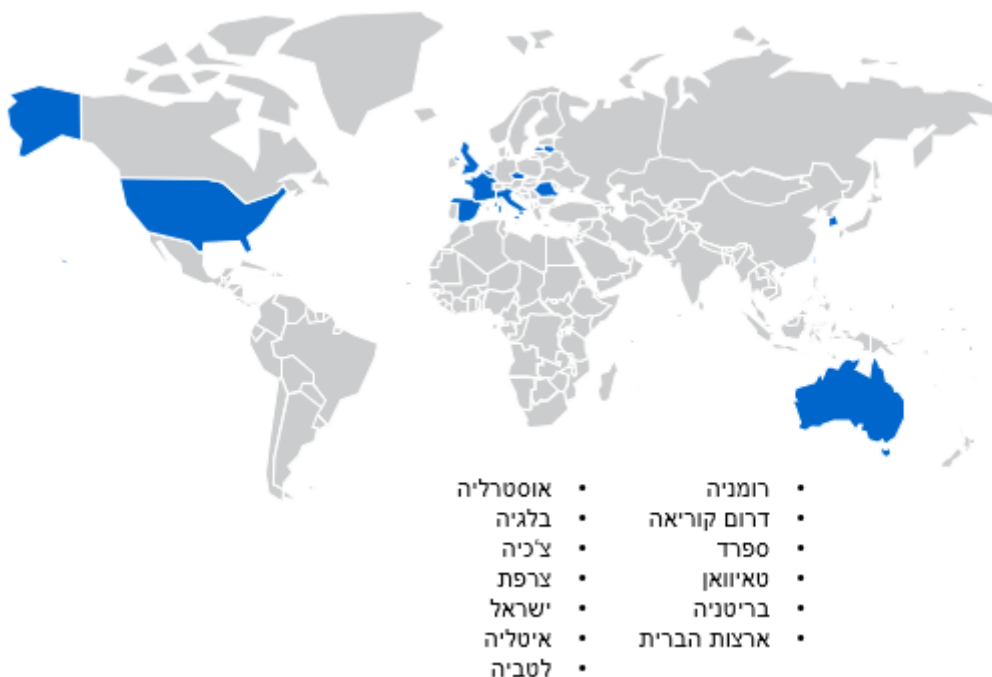 • רומניה
• דרום קוריאה
• ספרד
• טאיוואן
• בריטניה
• ארצות הברית
• אוסטרליה
• בלגיה
• צ'כיה
• צרפת
• ישראל
• איטליה
• לטביה